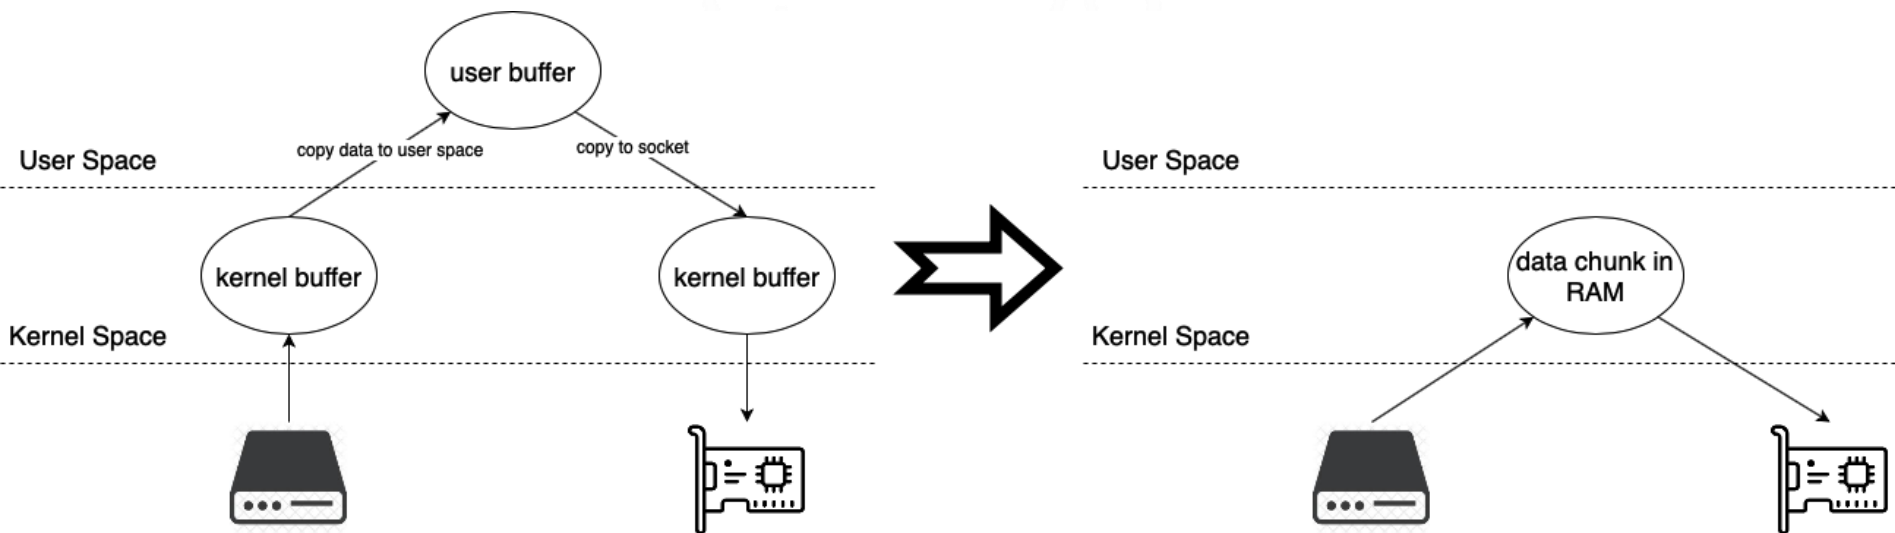 user buffer
copy data to user space
copy to socket
User Space
kernel buffer
kernel buffer
Kernel Space
User Space
data chunk in
RAM
Kernel Space